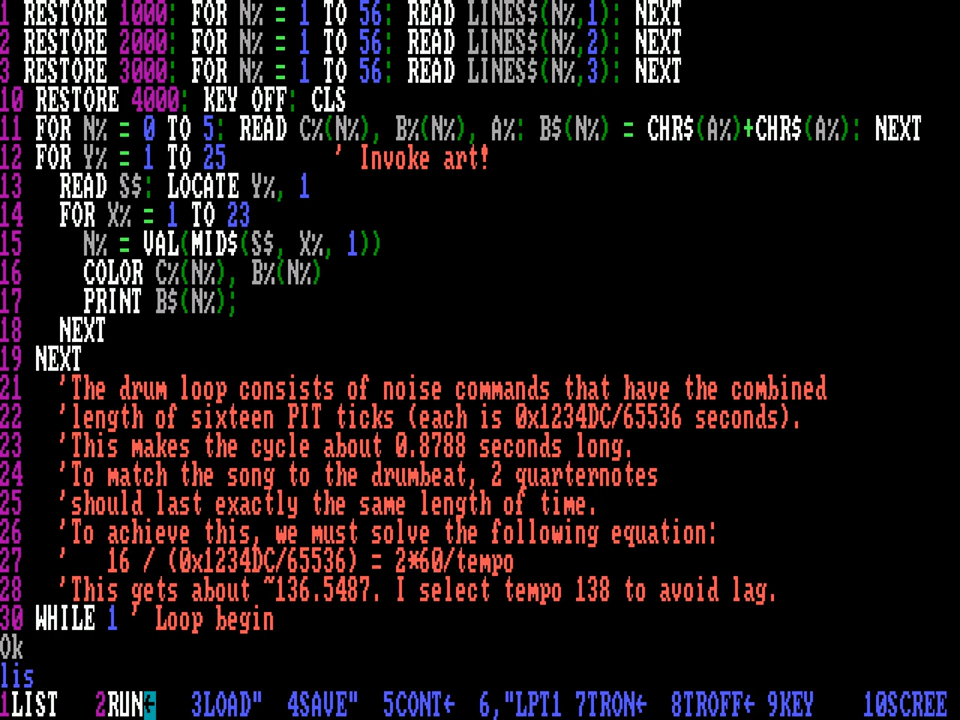 1 RESTORE 1000: FOR N% = 1 TO 56: READ LINES$(N%,1): NEXT
2 RESTORE 2000: FOR N% = 1 TO 56: READ LINES$(N%,2): NEXT
3 RESTORE 3000: FOR N% = 1 TO 56: READ LINES$(N%,3): NEXT
10 RESTORE 4000: KEY OFF: CLS
11 FOR N% = 0 TO 5: READ C%(N%), B%(N%), A%: B$(N%) = CHR$(A%)+CHR$(A%): NEXT
12 FOR Y% = 1 TO 25         ' Invoke art!
13   READ S$: LOCATE Y%, 1
14   FOR X% = 1 TO 23
15     N% = VAL(MID$(S$, X%, 1))
16     COLOR C%(N%), B%(N%)
17     PRINT B$(N%);
18   NEXT
19 NEXT
21   'The drum loop consists of noise commands that have the combined
22   'length of sixteen PIT ticks (each is 0x1234DC/65536 seconds).
23   'This makes the cycle about 0.8788 seconds long.
24   'To match the song to the drumbeat, 2 quarternotes
25   'should last exactly the same length of time.
26   'To achieve this, we must solve the following equation:
27   '   16 / (0x1234DC/65536) = 2*60/tempo
28   'This gets about ~136.5487. I select tempo 138 to avoid lag.
30 WHILE 1 ' Loop begin
Ok
lis
1LIST   2RUN←   3LOAD"  4SAVE"  5CONT←  6,"LPT1 7TRON←  8TROFF← 9KEY    10SCREE